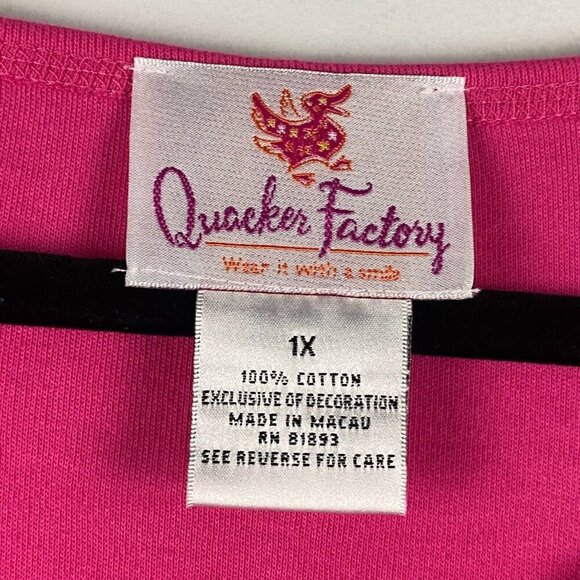 Quacker Factory
Wear it with a smile
1X
100% COTTON
EXCLUSIVE OF DECORATION
MADE IN MACAU
RN 81893
SEE REVERSE FOR CARE